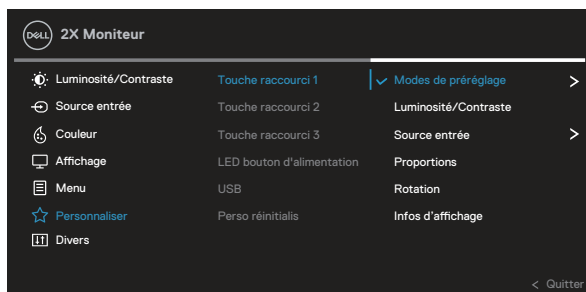 DELL 2X Moniteur
Luminosité/Contraste Touche raccourci 1 Modes de préréglage >
Source entrée Touche raccourci 2 Luminosité/Contraste
Couleur Touche raccourci 3 Source entrée >
Affichage LED bouton d'alimentation Proportions
Menu USB Rotation
Personnaliser Perso réinitialis Infos d’affichage
Divers
< Quitter